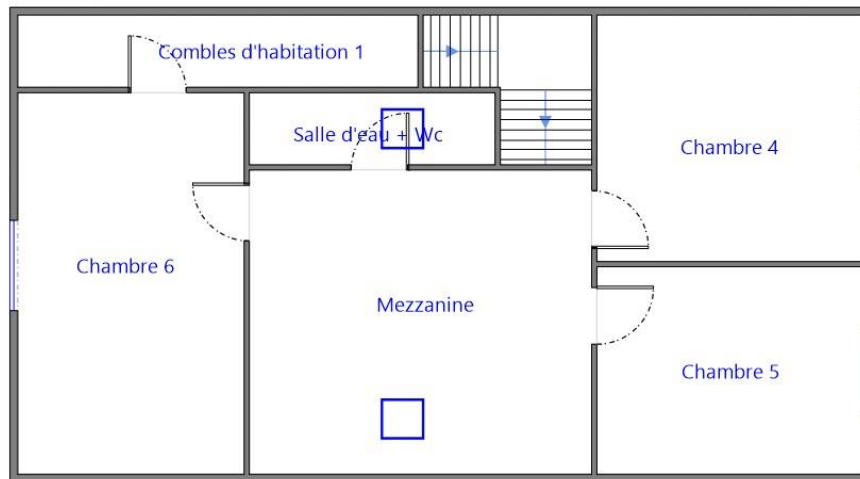 Combles d'habitation 1
Salle d'eau + Wc
Chambre 4
Chambre 6
Mezzanine
Chambre 5